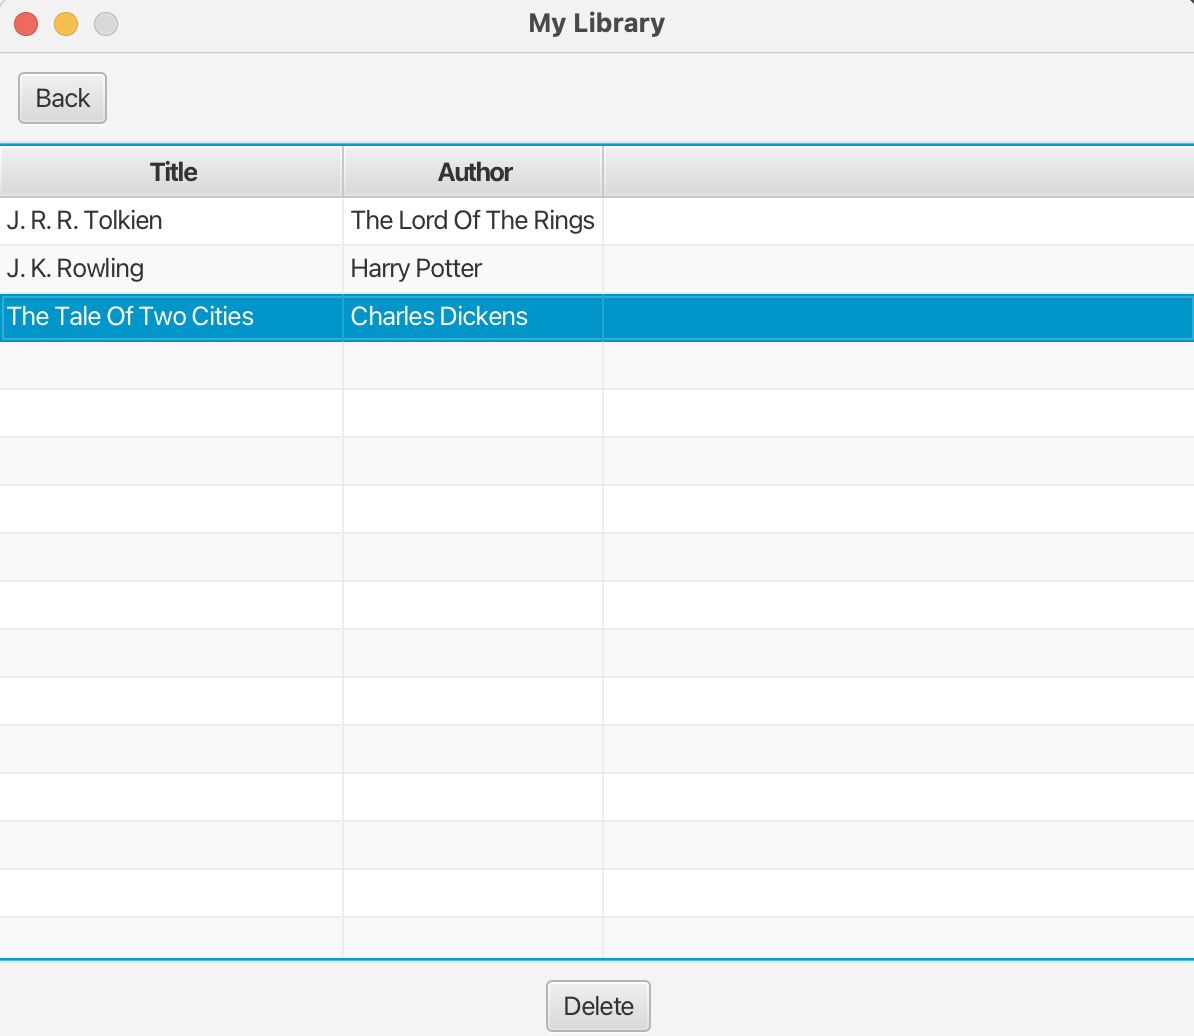 My Library
Back
Title Author
J. R. R. Tolkien The Lord Of The Rings
J. K. Rowling Harry Potter
The Tale Of Two Cities Charles Dickens
Delete